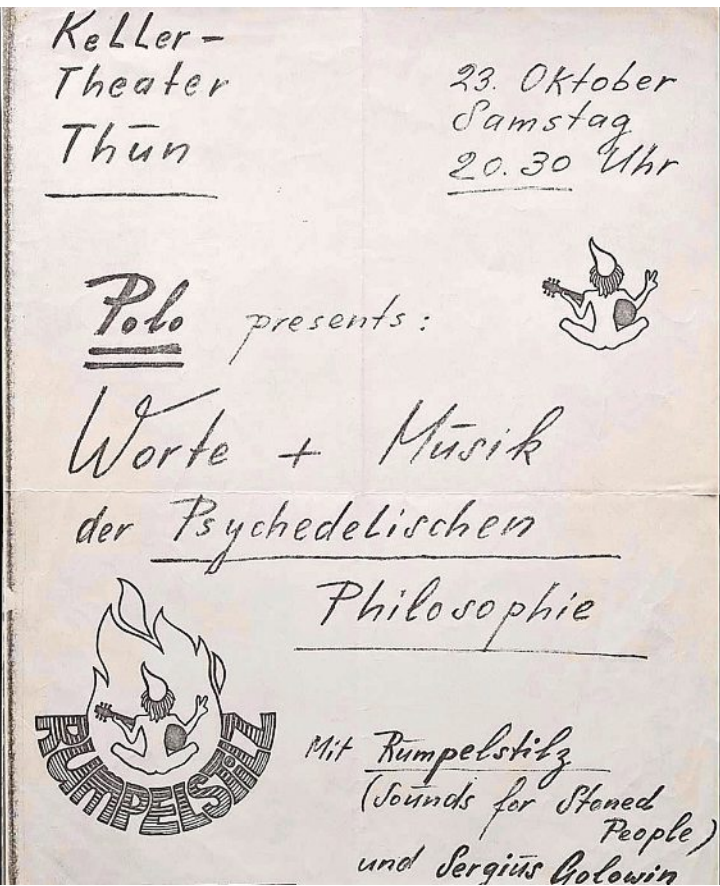 Keller-
Theater
Thun
23. Oktober
Samstag
20.30 Uhr
Polo presents:
Worte + Musik
der Psychedelischen
Philosophie
RUMPELSTILZ
Mit Rumpelstilz
(Sounds for Stoned
People)
und Sergius Golowin